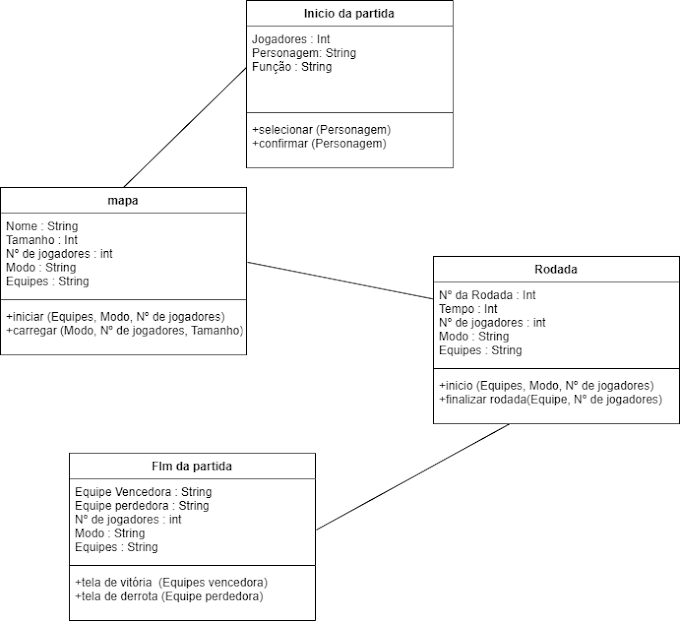 Início da partida
Jogadores : Int
Personagem: String
Função : String
+selecionar (Personagem)
+confirmar (Personagem)
mapa
Nome : String
Tamanho : Int
Nº de jogadores : int
Modo : String
Equipes : String
+iniciar (Equipes, Modo, Nº de jogadores)
+carregar (Modo, Nº de jogadores, Tamanho)
Rodada
Nº da Rodada : Int
Tempo : Int
Nº de jogadores : int
Modo : String
Equipes : String
+inicio (Equipes, Modo, Nº de jogadores)
+finalizar rodada(Equipe, Nº de jogadores)
FIm da partida
Equipe Vencedora : String
Equipe perdedora : String
Nº de jogadores : int
Modo : String
Equipes : String
+tela de vitória (Equipes vencedora)
+tela de derrota (Equipe perdedora)